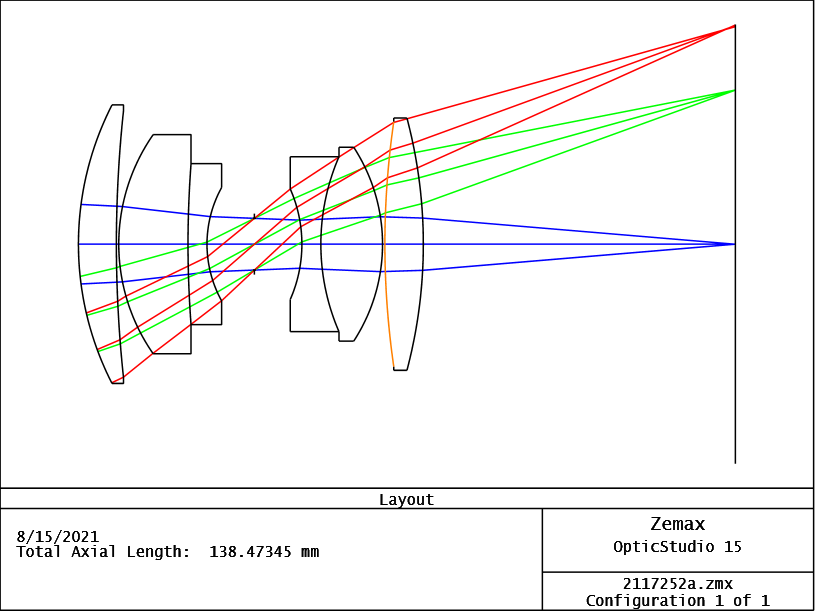 Layout
8/15/2021
Total Axial Length:  138.47345 mm
Zemax
OpticStudio 15
2117252a.zmx
Configuration 1 of 1